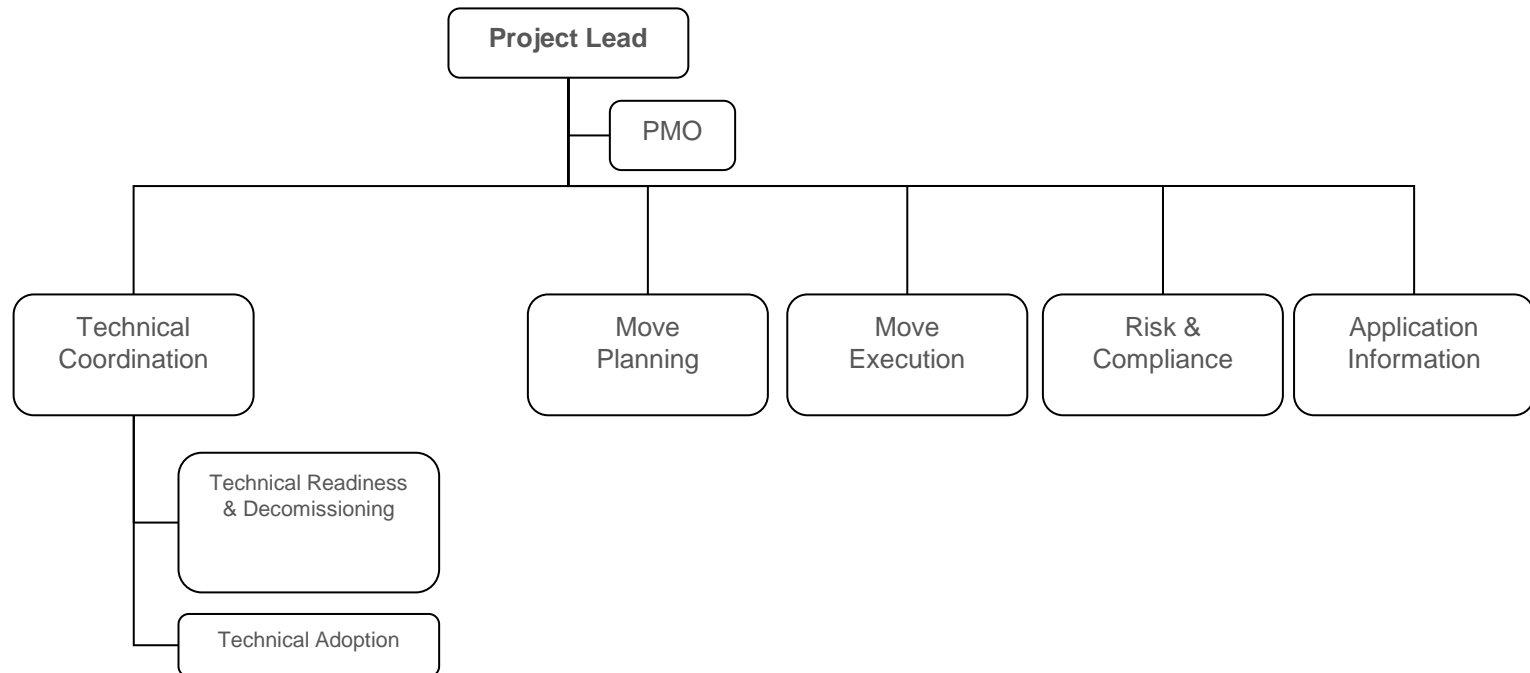 Project Lead
PMO
Technical
Coordination
Move
Planning
Move
Execution
Risk &
Compliance
Application
Information
Technical Readiness
& Decomissioning
Technical Adoption